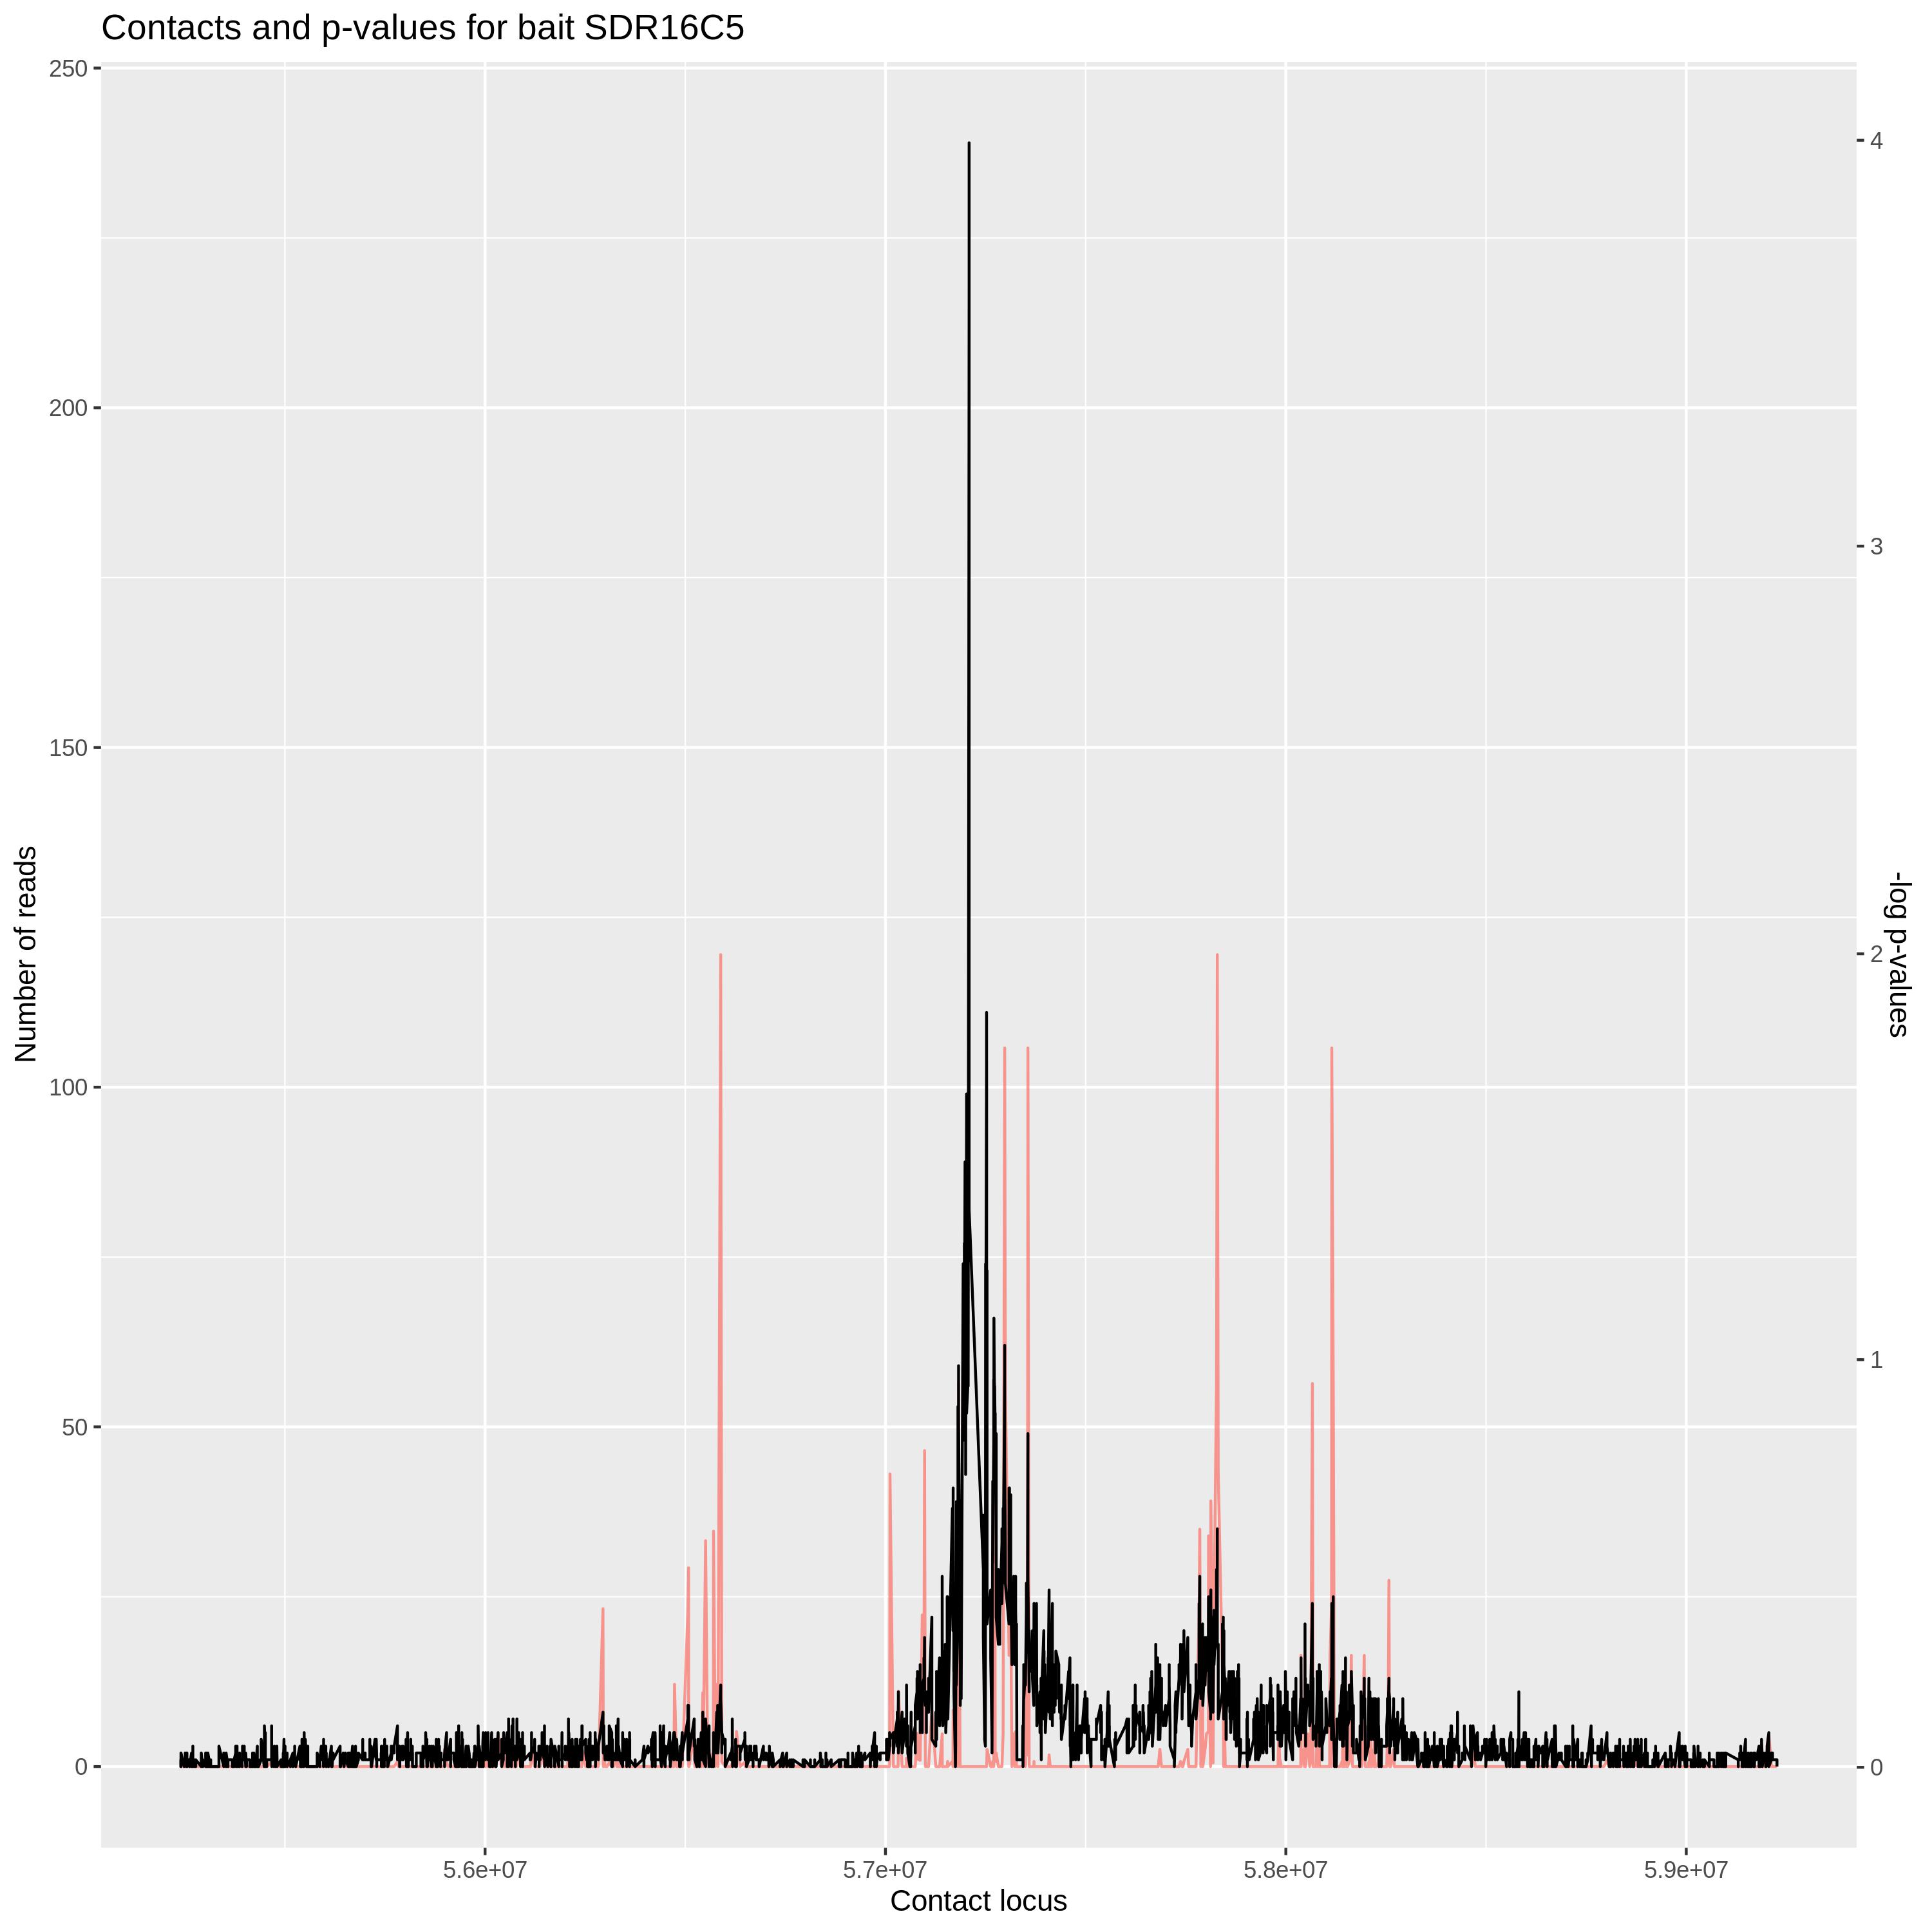 Contacts and p-values for bait SDR16C5
250
200
150
100
50
0
Number of reads
4
3
2
1
0
-log p-values
5.6e+07
5.7e+07
5.8e+07
5.9e+07
Contact locus